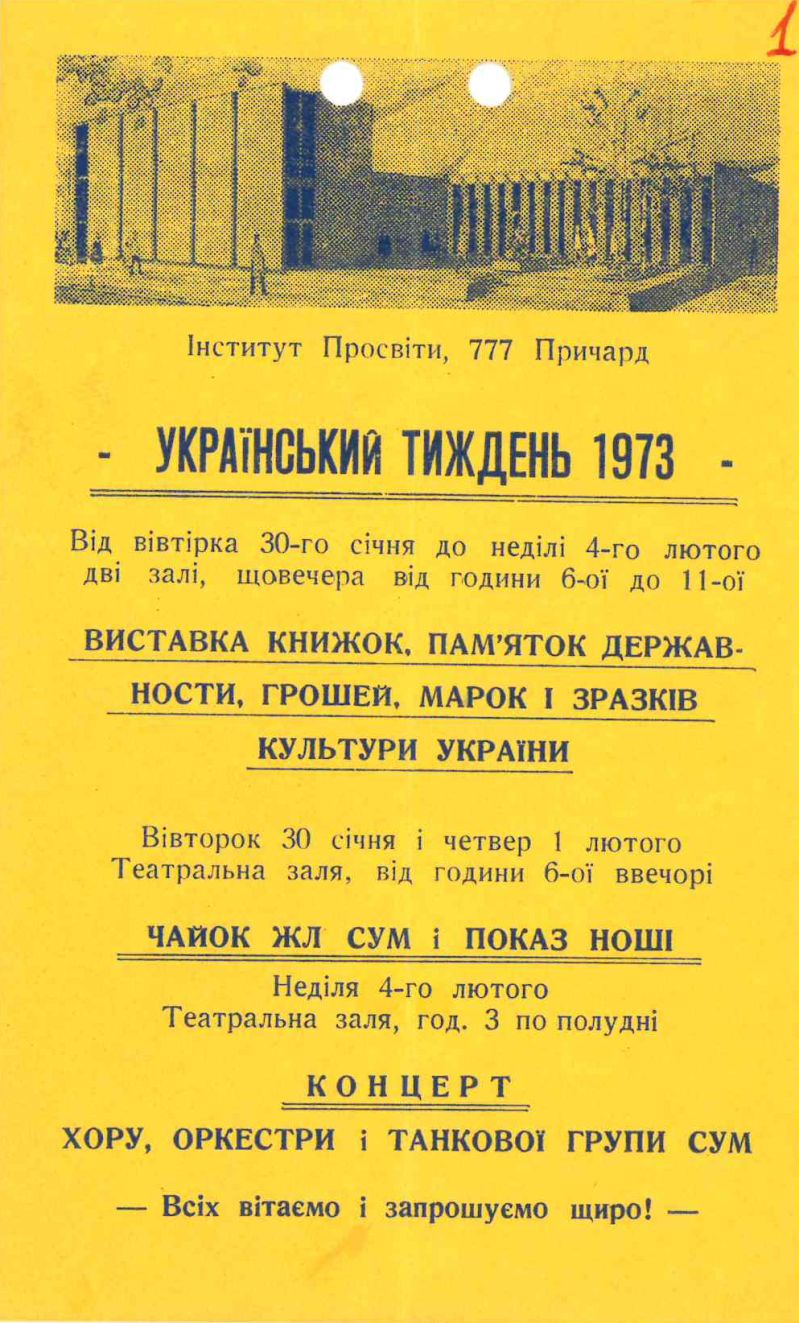 1
Інститут Просвіти, 777 Причард
- УКРАЇНСЬКИЙ ТИЖДЕНЬ 1973 -
Від вівтірка 30-го січня до неділі 4-го лютого
дві залі, щовечера від години 6-ої до 11-ої
ВИСТАВКА КНИЖОК, ПАМ'ЯТОК ДЕРЖАВ-
НОСТИ, ГРОШЕЙ, МАРОК І ЗРАЗКІВ
КУЛЬТУРИ УКРАЇНИ
Вівторок 30 січня і четвер 1 лютого
Театральна заля, від години 6-ої ввечорі
ЧАЙОК ЖЛ СУМ і ПОКАЗ НОШІ
Неділя 4-го лютого
Театральна заля, год. 3 по полудні
КОНЦЕРТ
ХОРУ, ОРКЕСТРИ і ТАНКОВОЇ ГРУПИ СУМ
— Всіх вітаємо і запрошуємо щиро! —